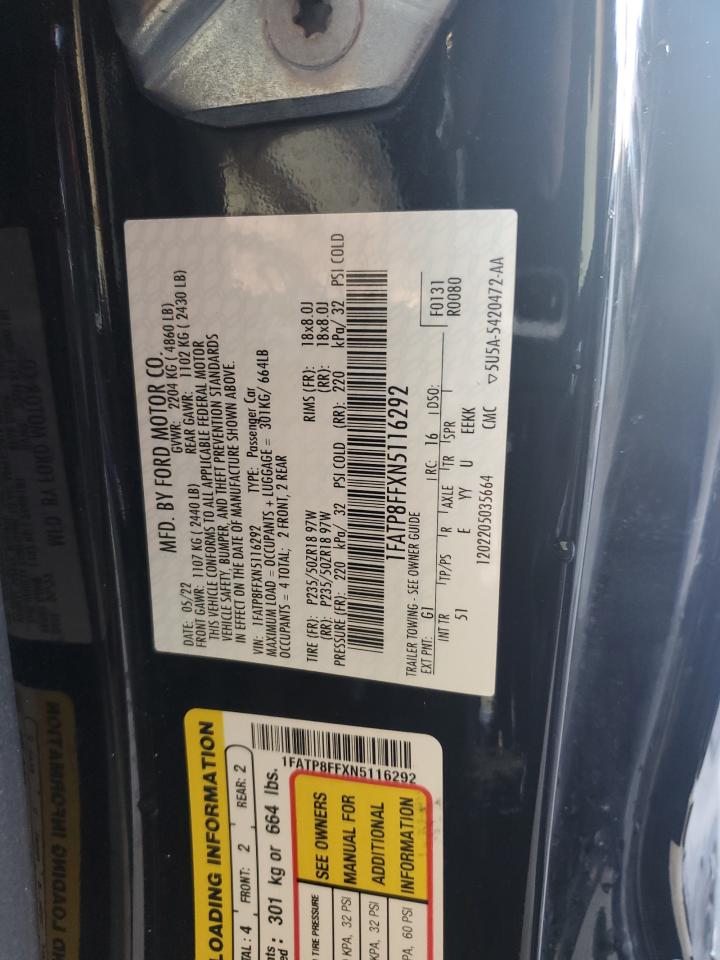 MFD. BY FORD MOTOR CO.
DATE: 05/22 GVWR: 2204 KG ( 4860 LB)
FRONT GAWR: 1107 KG ( 2440 LB) REAR GAWR: 1102 KG ( 2430 LB)
THIS VEHICLE CONFORMS TO ALL APPLICABLE FEDERAL MOTOR
VEHICLE SAFETY, BUMPER, AND THEFT PREVENTION STANDARDS
IN EFFECT ON THE DATE OF MANUFACTURE SHOWN ABOVE.
VIN: 1FATP8FFXN5116292 TYPE: Passenger Car
MAXIMUM LOAD = OCCUPANTS + LUGGAGE = 301KG/ 664LB
OCCUPANTS = 4 TOTAL; 2 FRONT, 2 REAR
TIRE (FR): P235/50ZR18 97W RIMS (FR): 18x8.0J
(RR): P235/50ZR18 97W (RR): 18x8.0J
PRESSURE (FR): 220 kPa/ 32 PSI COLD (RR): 220 kPa/ 32 PSI COLD
1FATP8FFXN5116292
TRAILER TOWING - SEE OWNER GUIDE F0131
EXT PNT: G1 RC: 16 DSO: R0080
INT TR TP/PS R AXLE TR SPR
51 E YY U EEKK
1202205035664 CMC ▽5U5A-5420472-AA
LOADING INFORMATION
TAL: 4 FRONT: 2 REAR: 2
301 kg or 664 lbs.
1FATP8FFXN5116292
TIRE PRESSURE
KPA, 32 PSI
KPA, 32 PSI
PA, 60 PSI
SEE OWNERS
MANUAL FOR
ADDITIONAL
INFORMATION